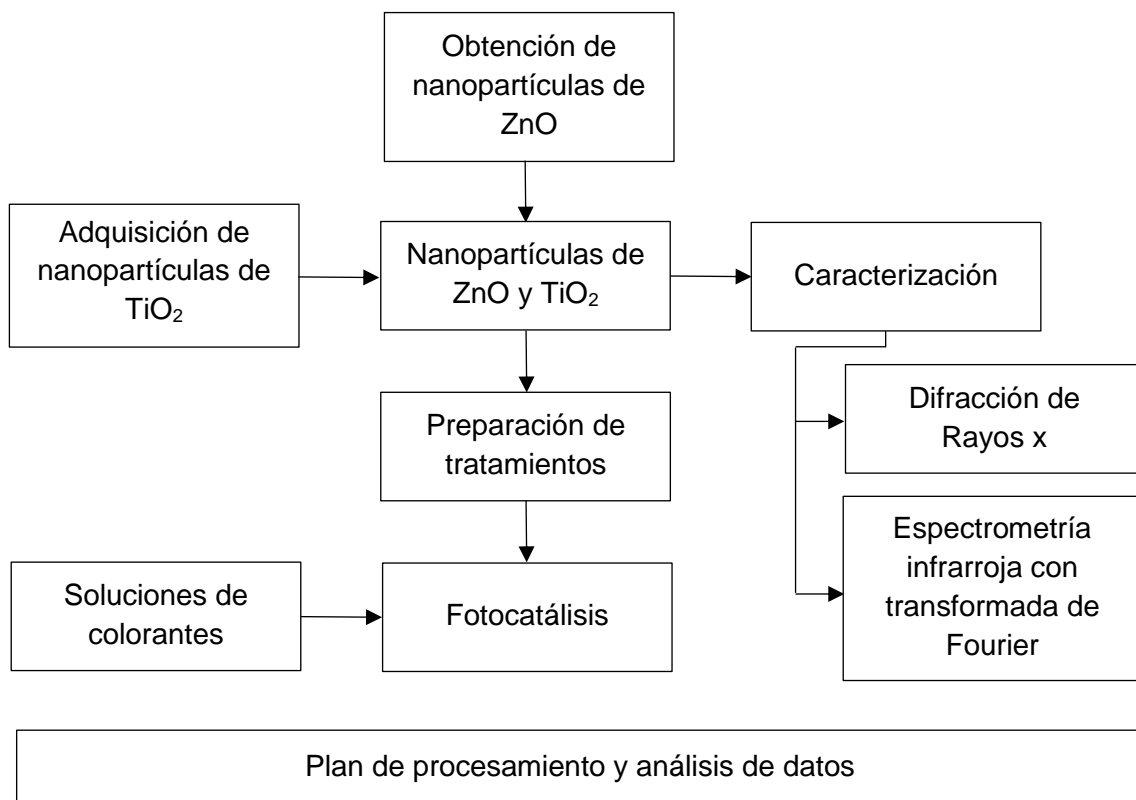 Obtención de
nanopartículas de
ZnO
Adquisición de
nanopartículas de
TiO₂
Nanopartículas de
ZnO y TiO₂
Caracterización
Difracción de
Rayos x
Preparación de
tratamientos
Espectrometría
infrarroja con
transformada de
Fourier
Soluciones de
colorantes
Fotocatálisis
Plan de procesamiento y análisis de datos